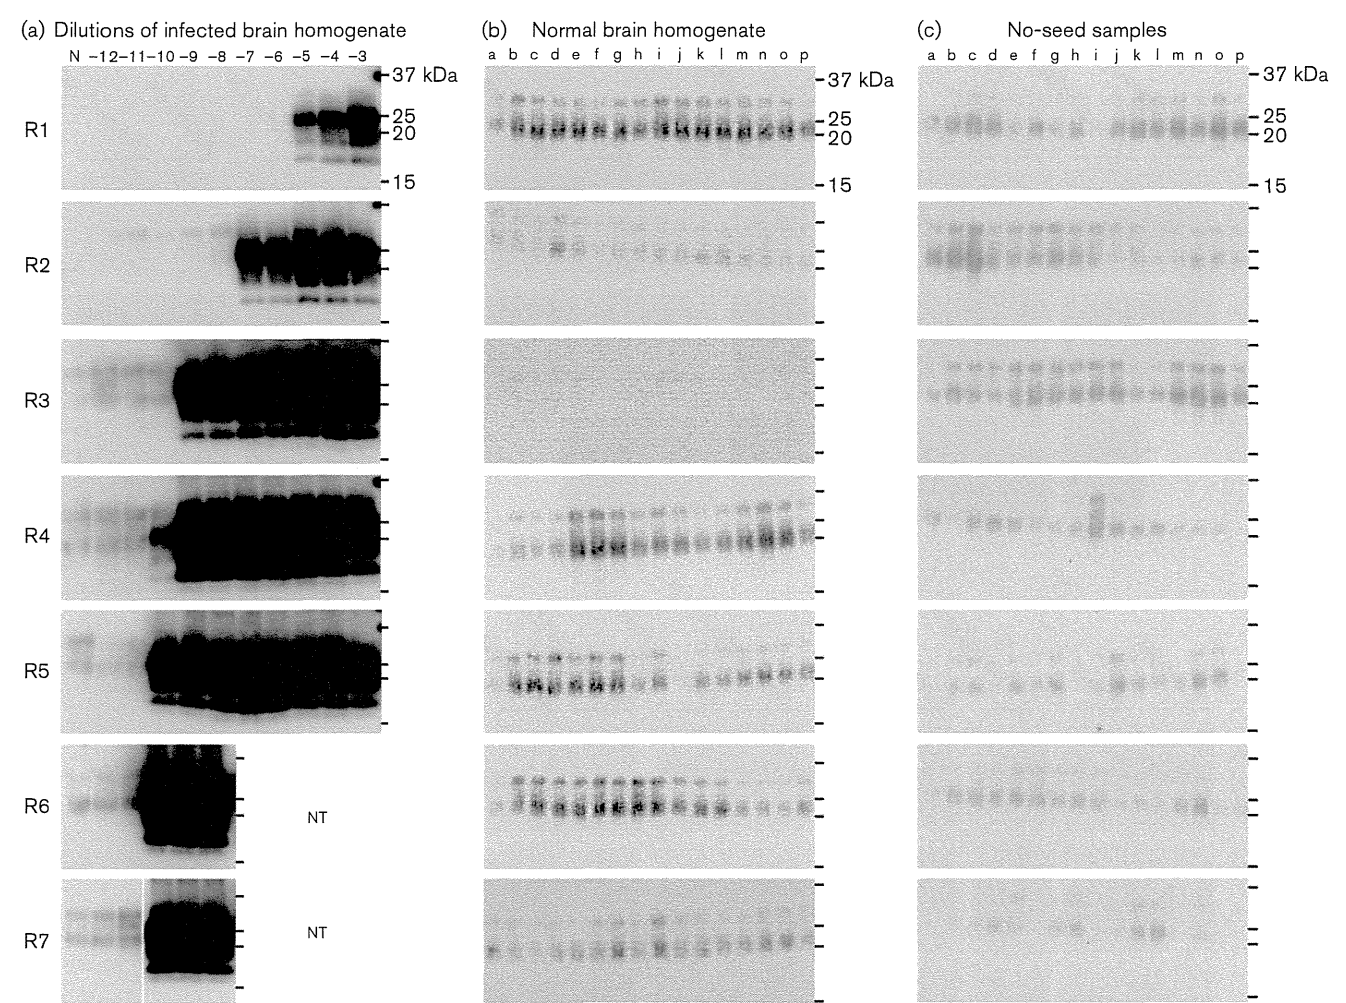 (a) Dilutions of infected brain homogenate
N −12 −11 −10 −9 −8 −7 −6 −5 −4 −3
(b) Normal brain homogenate
a b c d e f g h i j k l m n o p
(c) No-seed samples
a b c d e f g h i j k l m n o p
R1
37 kDa
25
20
15
37 kDa
25
20
15
37 kDa
25
20
15
R2
R3
R4
R5
R6
NT
R7
NT